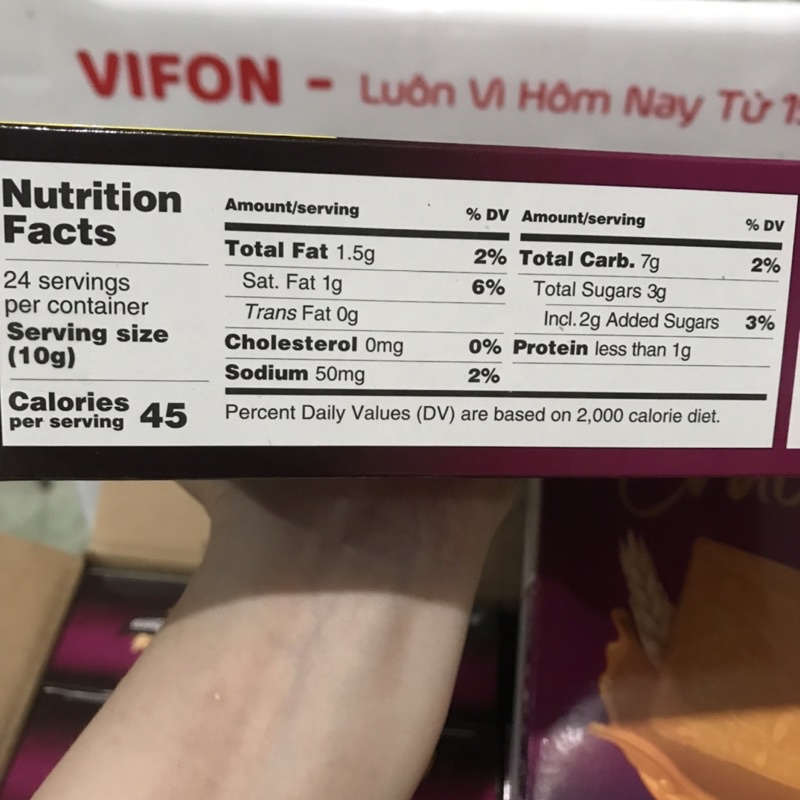 VIFON - Luôn Vì Hôm Nay Từ
Nutrition
Facts
24 servings
per container
Serving size
(10g)
Calories
per serving 45
Amount/serving % DV
Total Fat 1.5g 2%
Sat. Fat 1g 6%
Trans Fat 0g
Cholesterol 0mg 0%
Sodium 50mg 2%
Amount/serving % DV
Total Carb. 7g 2%
Total Sugars 3g
Incl. 2g Added Sugars 3%
Protein less than 1g
Percent Daily Values (DV) are based on 2,000 calorie diet.